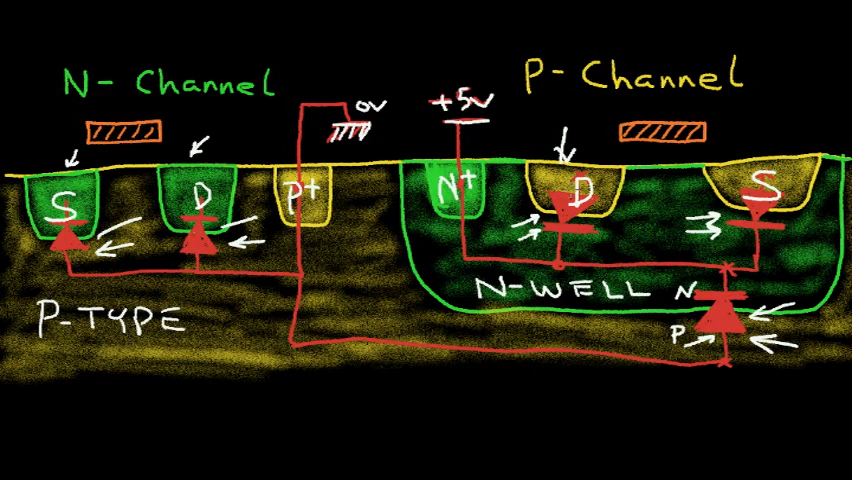 N- Channel
P- Channel
0V
+5V
S
D
P+
N+
D
S
N-WELL
N
P-TYPE
P